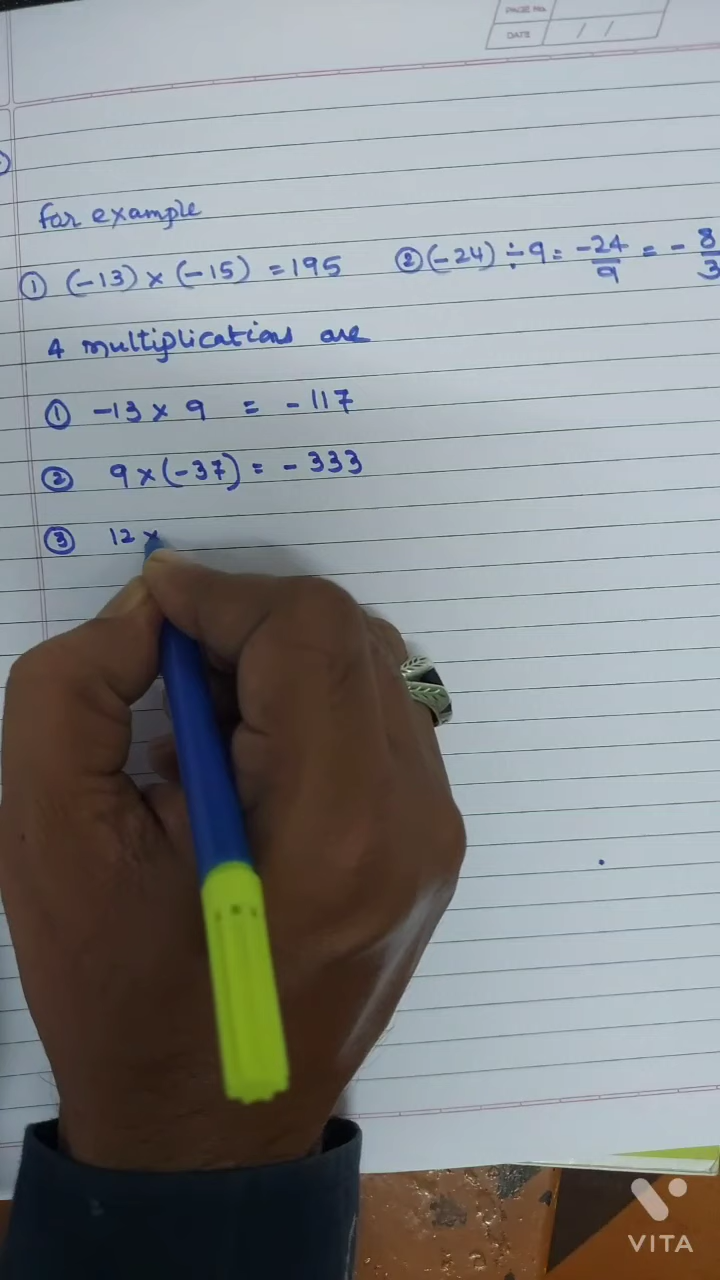 PAGE No.
DATE / /
for example
① (-13) × (-15) = 195 ② (-24) ÷ 9 = -24/9 = - 8/3
4 multiplications are
① -13 × 9 = - 117
② 9 × (-37) = - 333
③ 12 ×
VITA